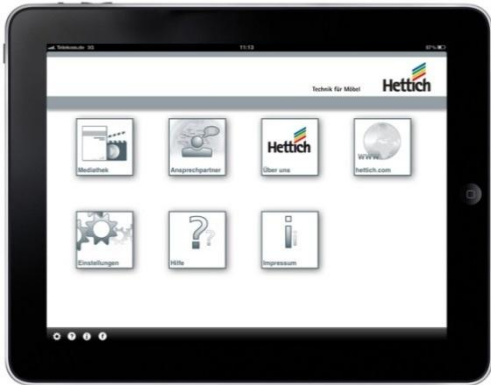 Telekom.de 3G
11:12
87%
Technik für Möbel
Hettich
Mediathek
Ansprechpartner
Hettich
Über uns
www.
hettich.com
Einstellungen
Hilfe
Impressum